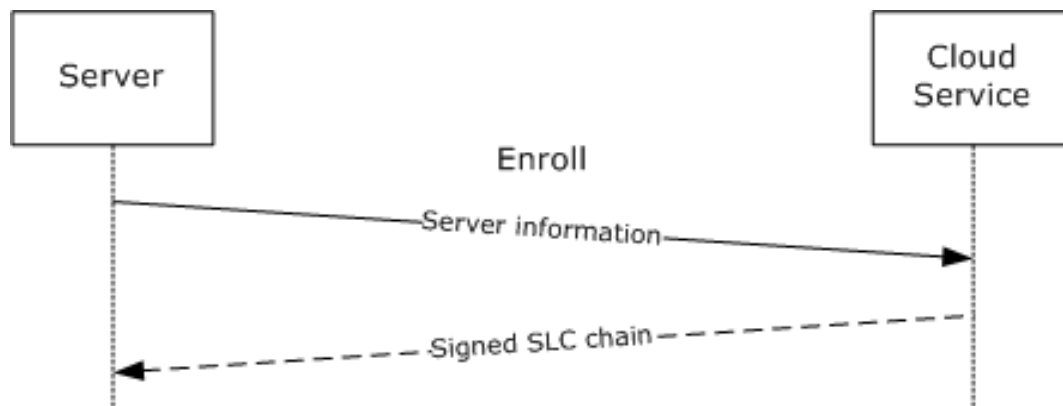 Server
Cloud
Service
Enroll
Server information
Signed SLC chain